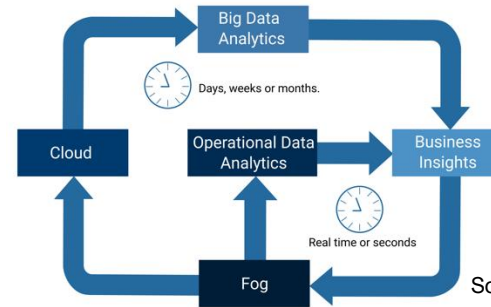 Big Data
Analytics
Days, weeks or months.
Cloud
Operational Data
Analytics
Business
Insights
Real time or seconds
Fog